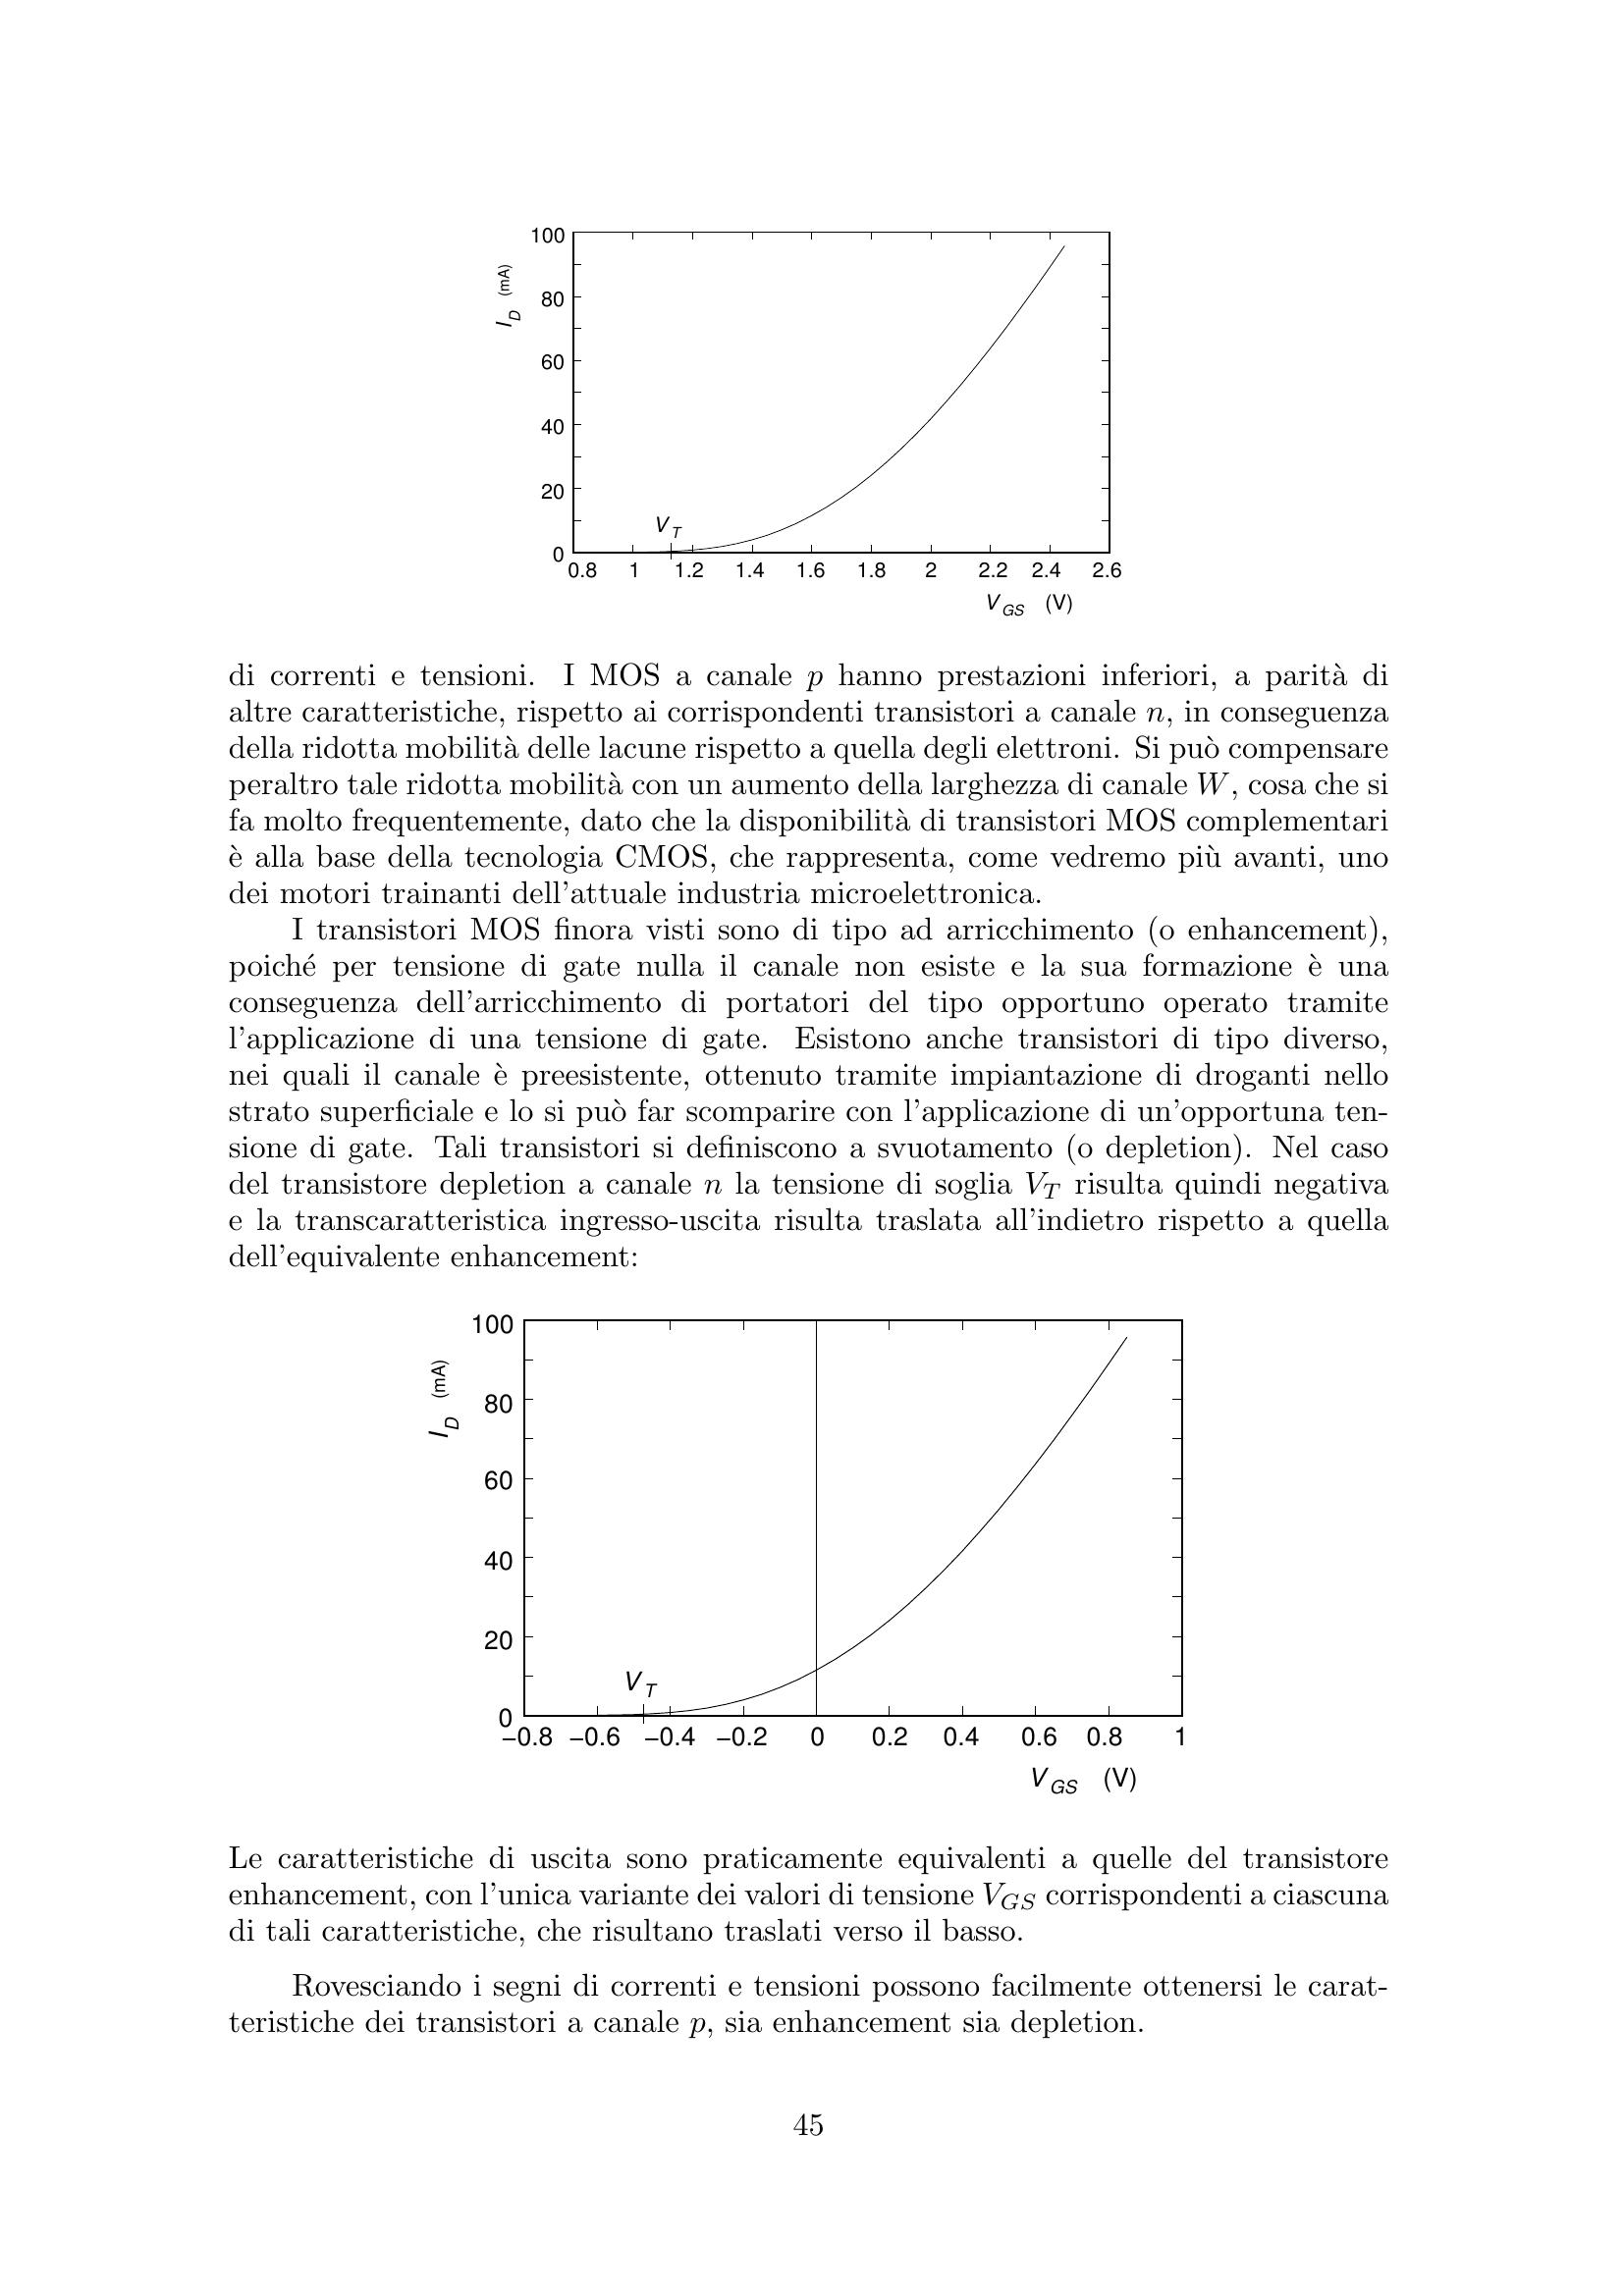 100
80
60
40
20
0
I D (mA)
V T
0.8 1 1.2 1.4 1.6 1.8 2 2.2 2.4 2.6
V GS (V)
di correnti e tensioni. I MOS a canale p hanno prestazioni inferiori, a parità di
altre caratteristiche, rispetto ai corrispondenti transistori a canale n, in conseguenza
della ridotta mobilità delle lacune rispetto a quella degli elettroni. Si può compensare
peraltro tale ridotta mobilità con un aumento della larghezza di canale W, cosa che si
fa molto frequentemente, dato che la disponibilità di transistori MOS complementari
è alla base della tecnologia CMOS, che rappresenta, come vedremo più avanti, uno
dei motori trainanti dell'attuale industria microelettronica.
I transistori MOS finora visti sono di tipo ad arricchimento (o enhancement),
poiché per tensione di gate nulla il canale non esiste e la sua formazione è una
conseguenza dell'arricchimento di portatori del tipo opportuno operato tramite
l'applicazione di una tensione di gate. Esistono anche transistori di tipo diverso,
nei quali il canale è preesistente, ottenuto tramite impiantazione di droganti nello
strato superficiale e lo si può far scomparire con l'applicazione di un'opportuna ten-
sione di gate. Tali transistori si definiscono a svuotamento (o depletion). Nel caso
del transistore depletion a canale n la tensione di soglia VT risulta quindi negativa
e la transcaratteristica ingresso-uscita risulta traslata all'indietro rispetto a quella
dell'equivalente enhancement:
100
80
60
40
20
0
I D (mA)
V T
−0.8 −0.6 −0.4 −0.2 0 0.2 0.4 0.6 0.8 1
V GS (V)
Le caratteristiche di uscita sono praticamente equivalenti a quelle del transistore
enhancement, con l'unica variante dei valori di tensione VGS corrispondenti a ciascuna
di tali caratteristiche, che risultano traslati verso il basso.
Rovesciando i segni di correnti e tensioni possono facilmente ottenersi le carat-
teristiche dei transistori a canale p, sia enhancement sia depletion.
45